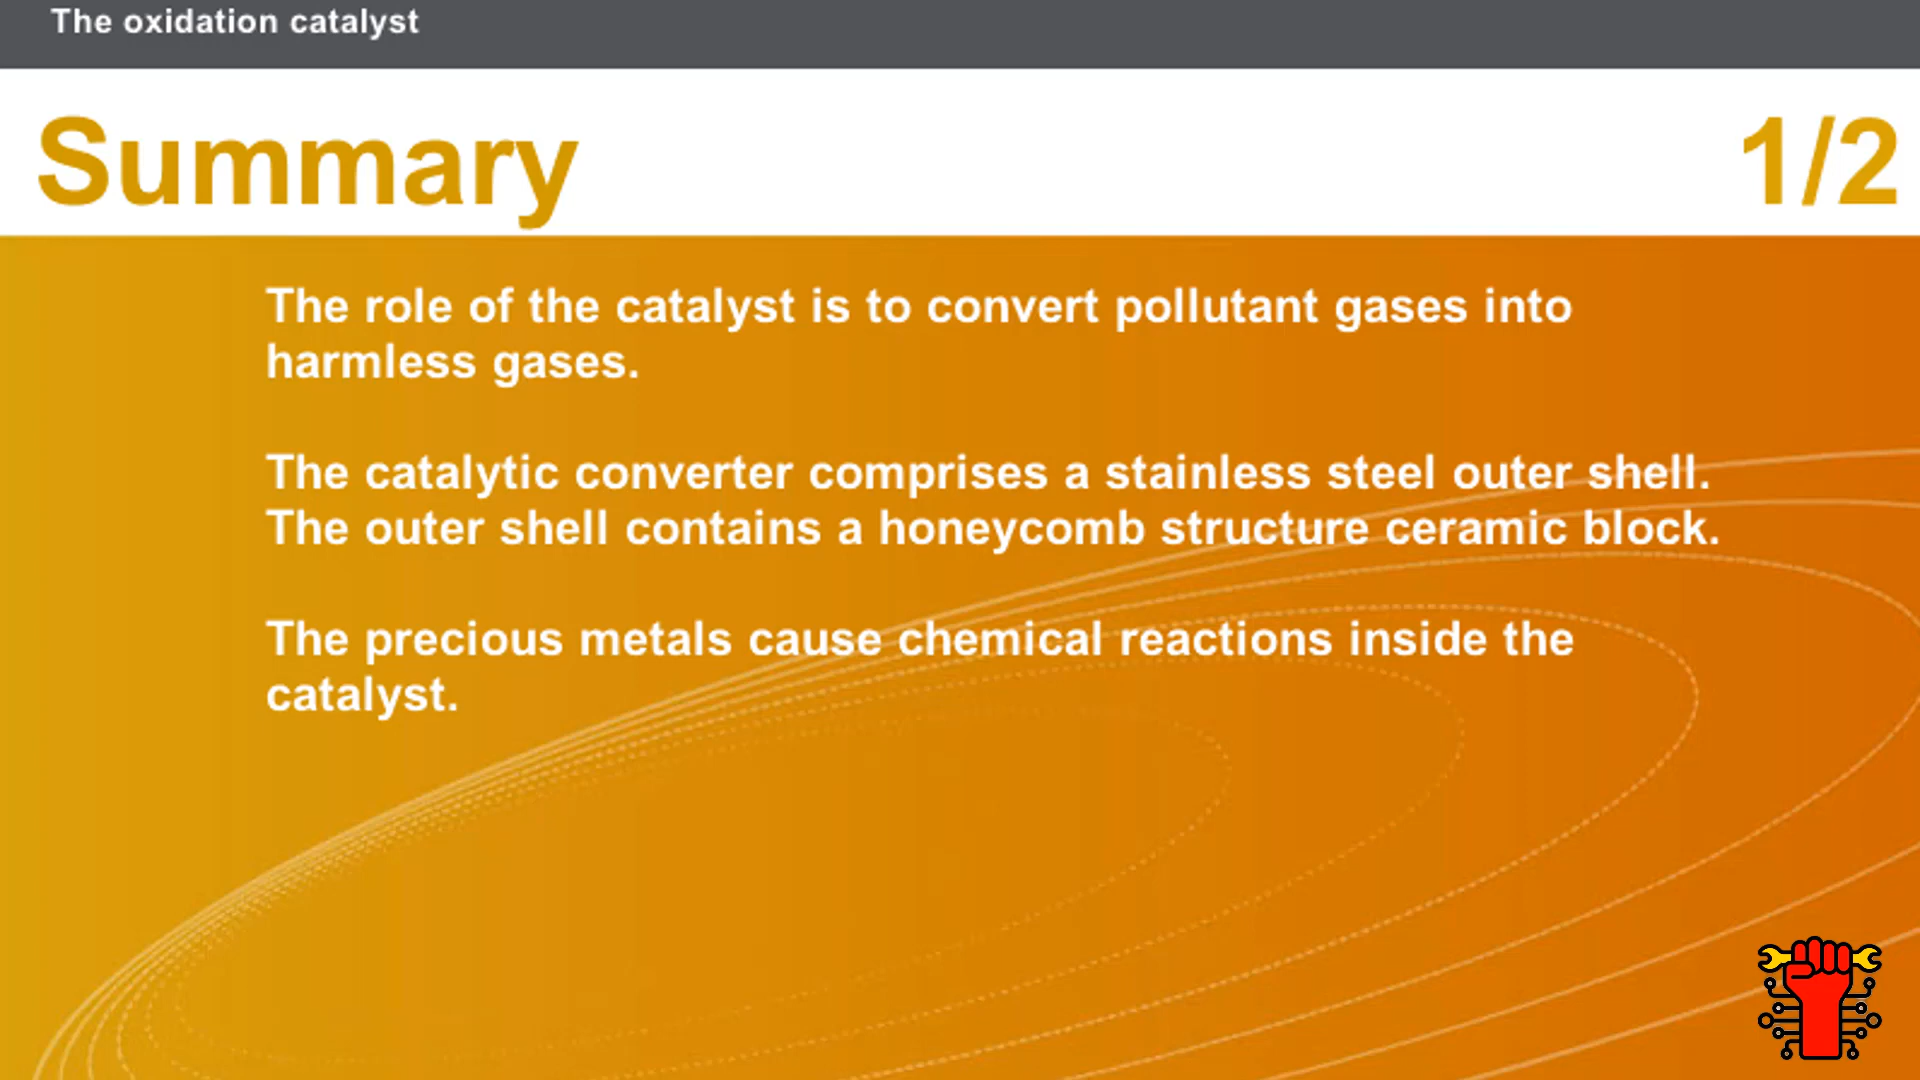 The oxidation catalyst
Summary
1/2
The role of the catalyst is to convert pollutant gases into
harmless gases.
The catalytic converter comprises a stainless steel outer shell.
The outer shell contains a honeycomb structure ceramic block.
The precious metals cause chemical reactions inside the
catalyst.